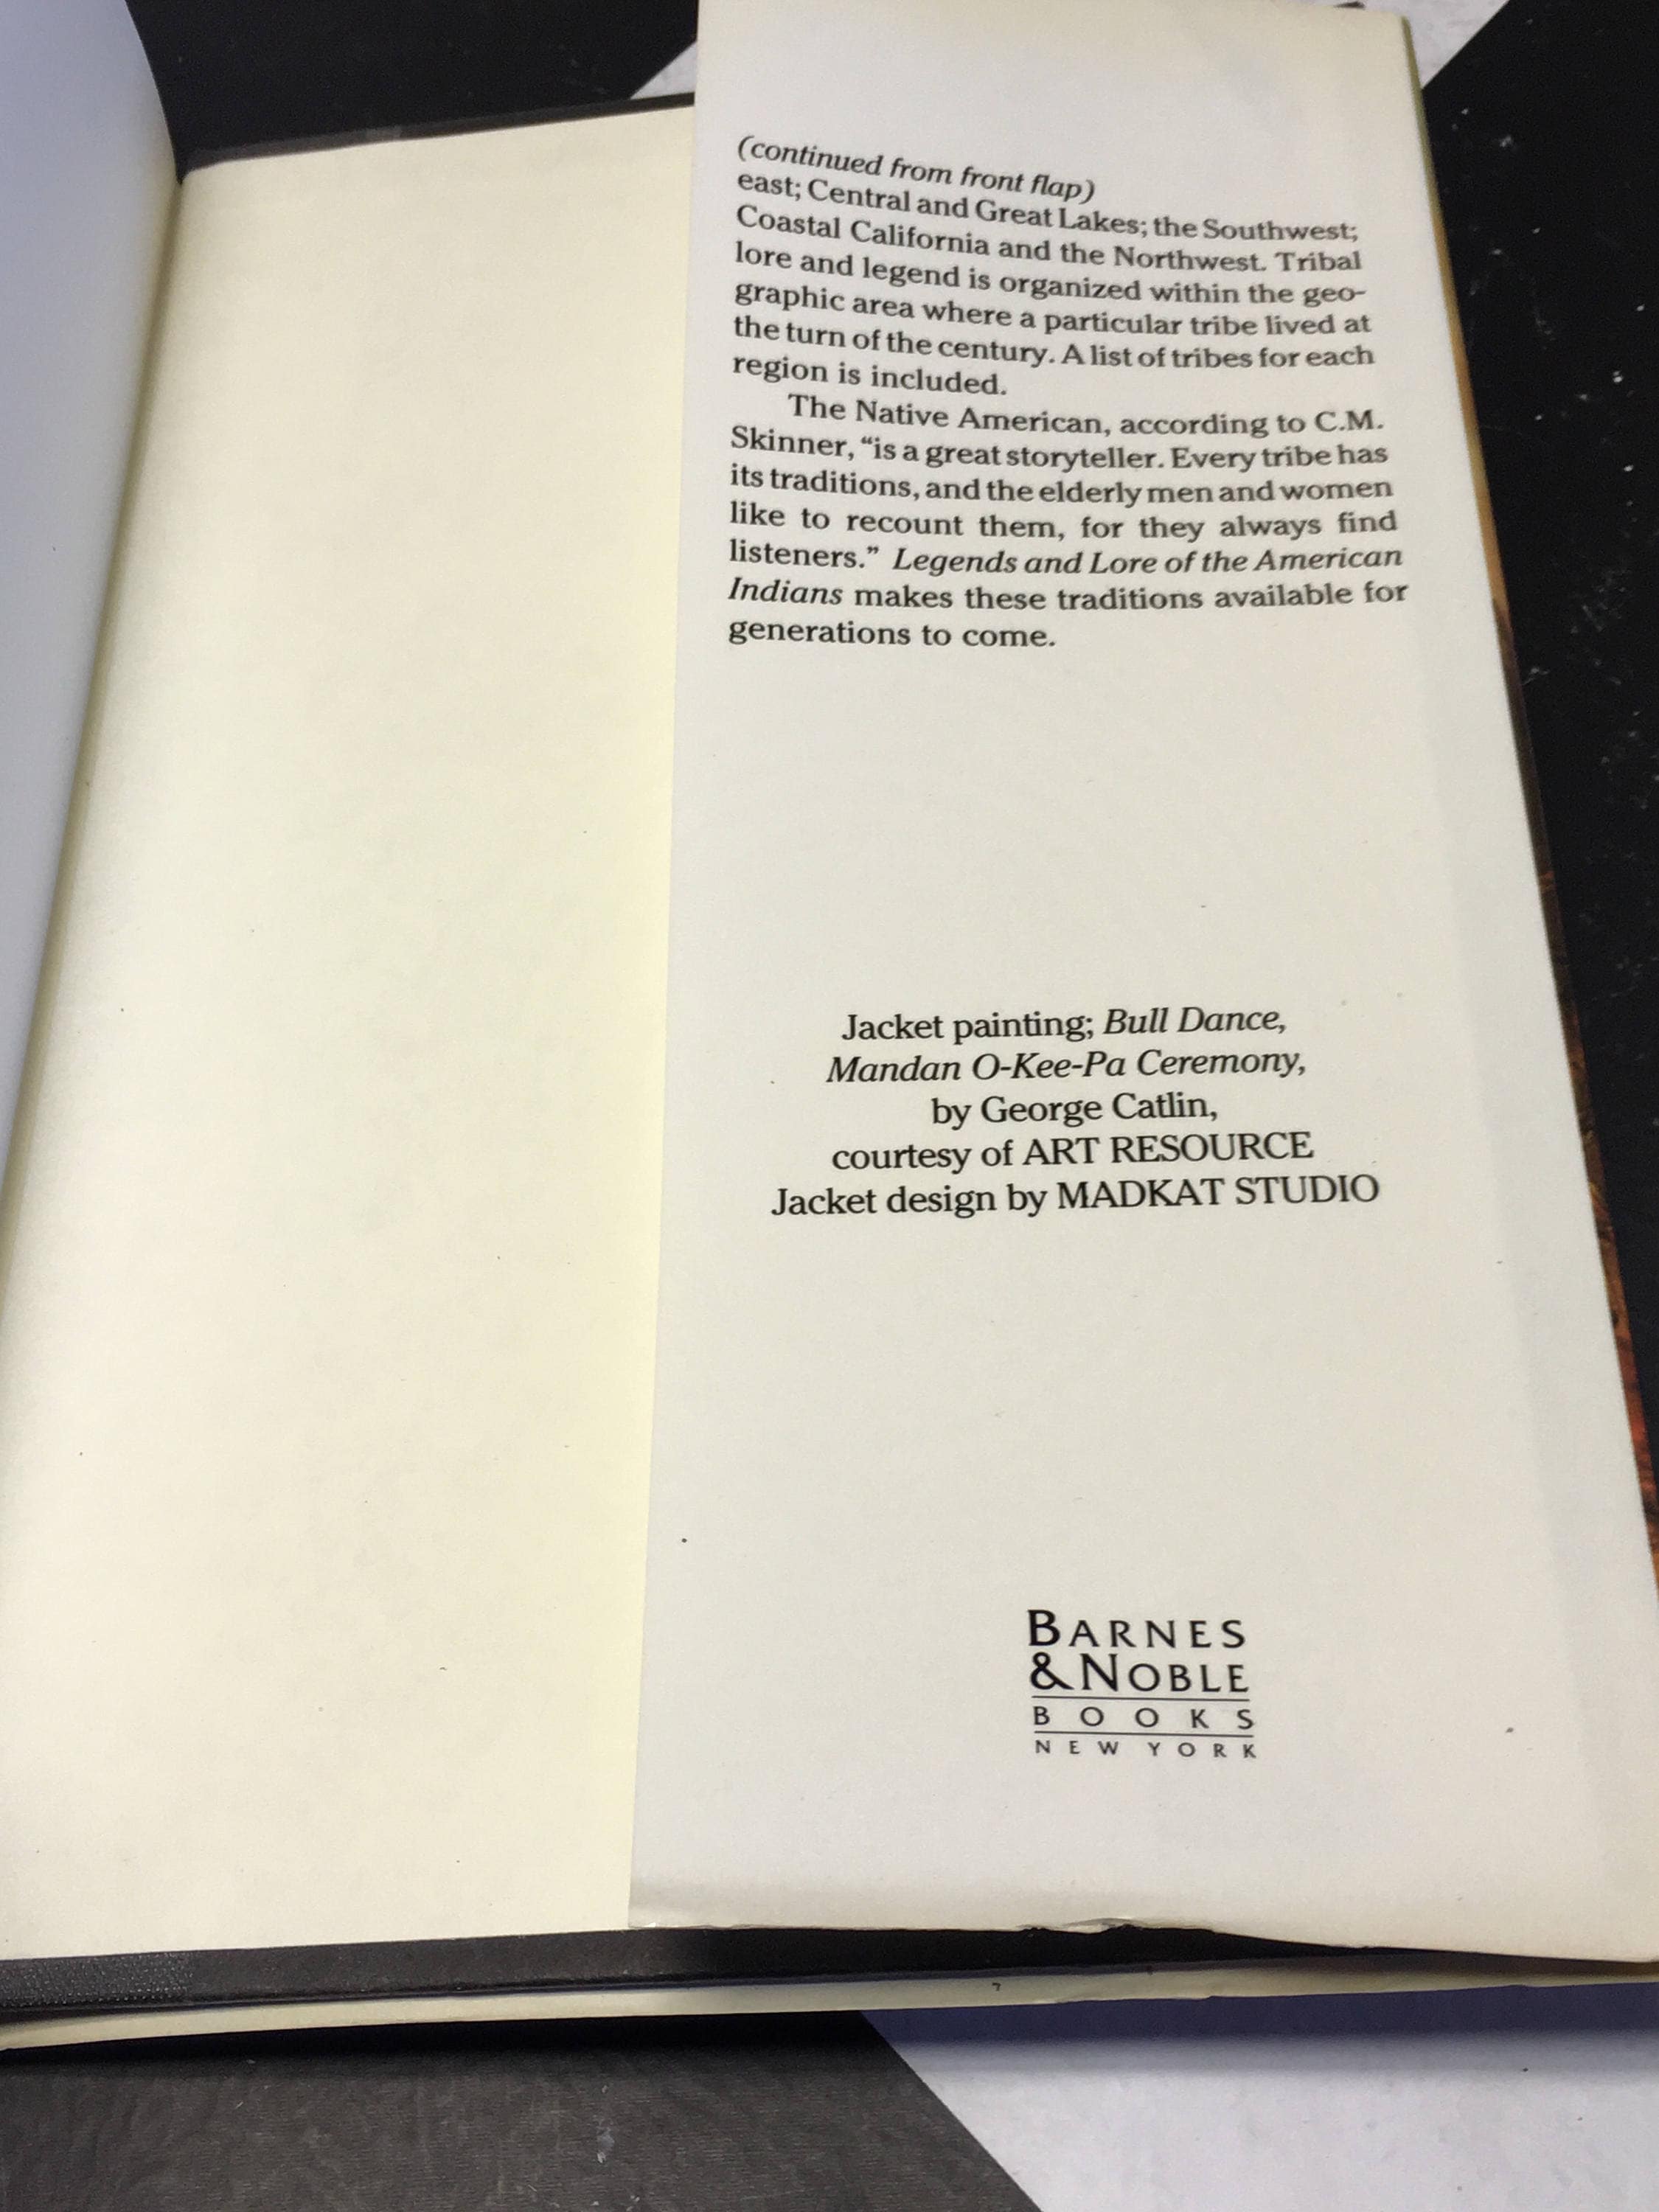 (continued from front flap)
east; Central and Great Lakes; the Southwest;
Coastal California and the Northwest. Tribal
lore and legend is organized within the geo-
graphic area where a particular tribe lived at
the turn of the century. A list of tribes for each
region is included.
The Native American, according to C.M.
Skinner, “is a great storyteller. Every tribe has
its traditions, and the elderly men and women
like to recount them, for they always find
listeners.” Legends and Lore of the American
Indians makes these traditions available for
generations to come.
Jacket painting; Bull Dance,
Mandan O-Kee-Pa Ceremony,
by George Catlin,
courtesy of ART RESOURCE
Jacket design by MADKAT STUDIO
BARNES
&NOBLE
BOOKS
NEW YORK